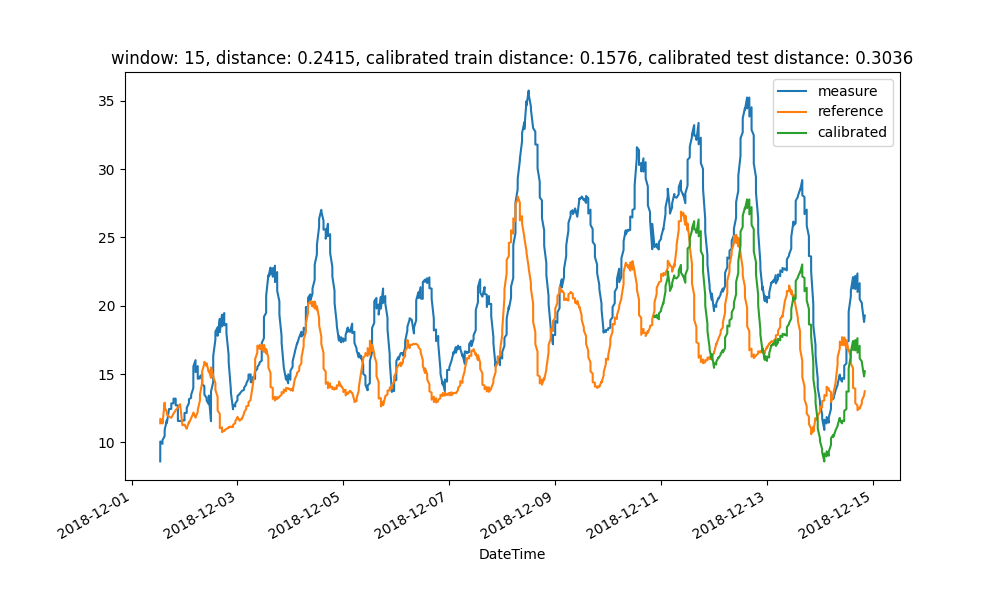 window: 15, distance: 0.2415, calibrated train distance: 0.1576, calibrated test distance: 0.3036
measure
reference
calibrated
35
30
25
20
15
10
2018-12-01
2018-12-03
2018-12-05
2018-12-07
2018-12-09
2018-12-11
2018-12-13
2018-12-15
DateTime